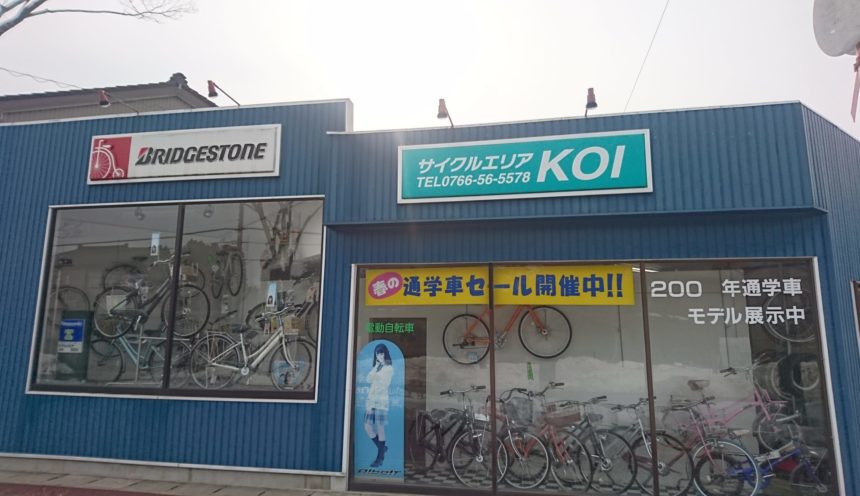 BRIDGESTONE
サイクルエリア
TEL0766-56-5578
KOI
春の通学車セール開催中!!
200 年通学車
モデル展示中
電動自転車
Panasonic
albelt